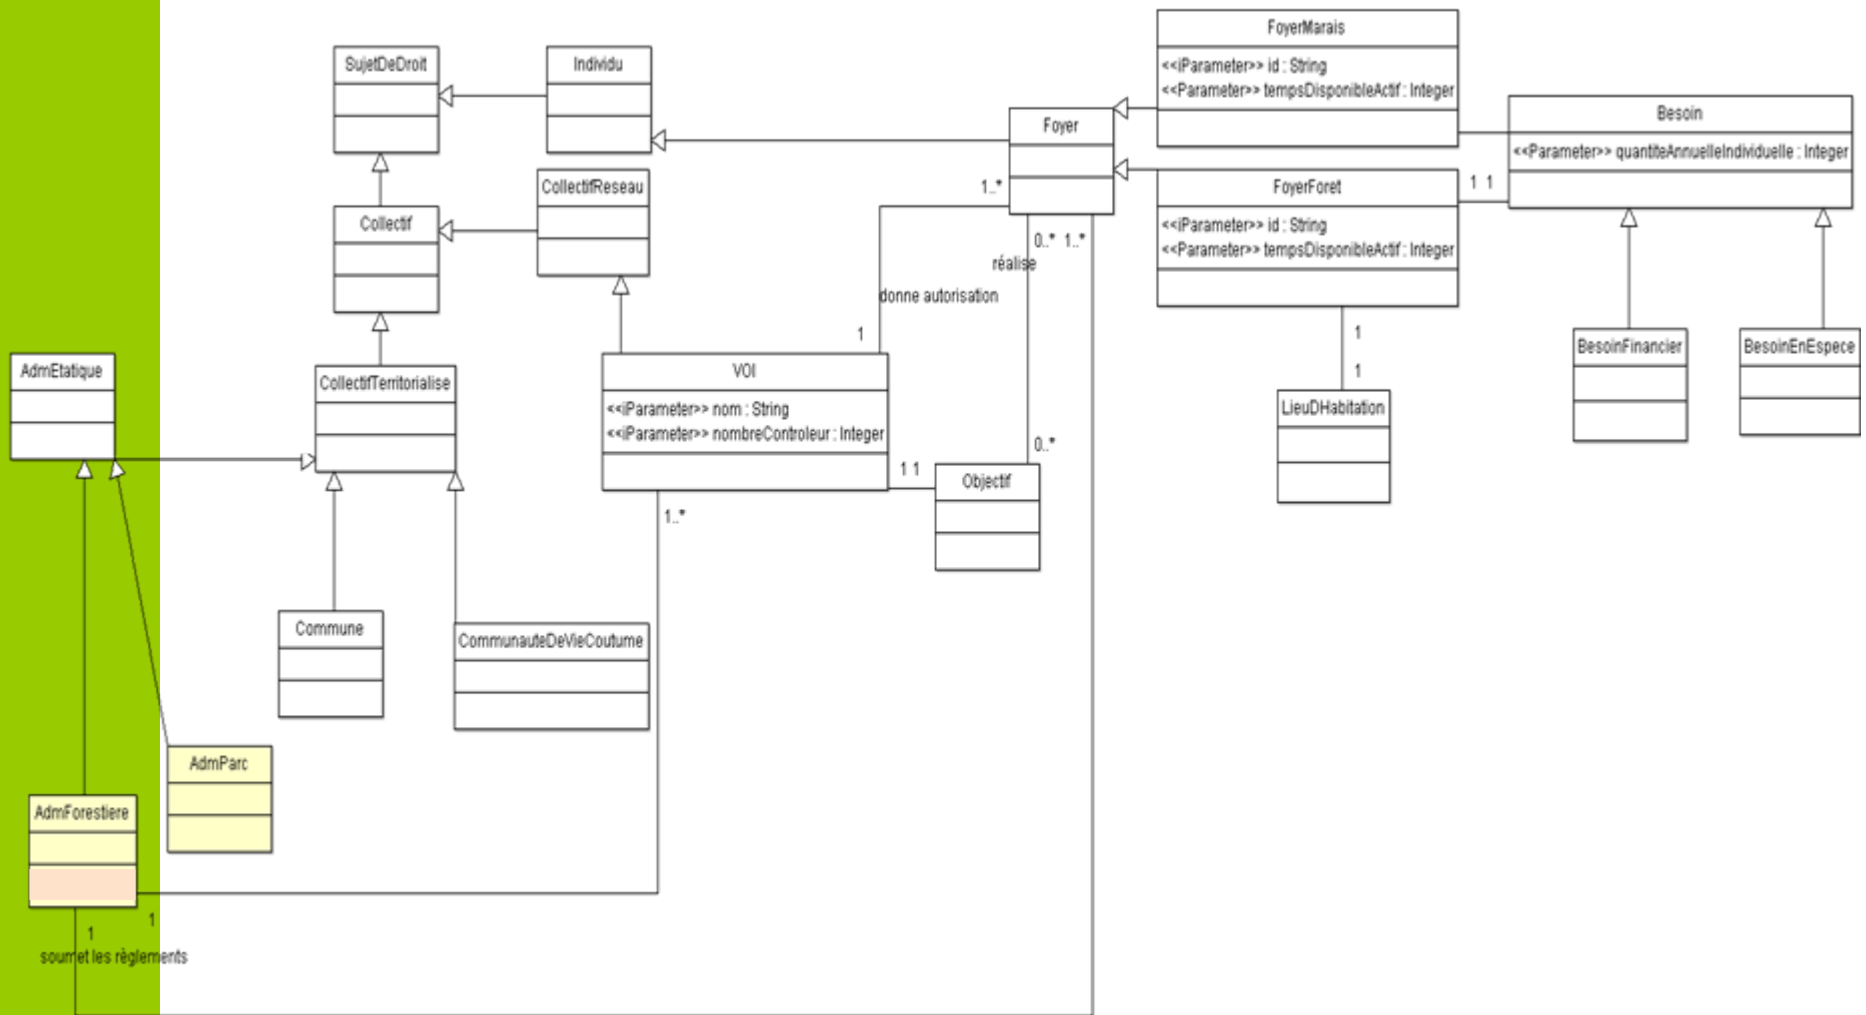 FoyerMarais
<<iParameter>> id : String
<<Parameter>> tempsDisponibleActif : Integer
SujetDeDroit
Individu
Foyer
Besoin
<<Parameter>> quantiteAnnuelleIndividuelle : Integer
CollectifReseau
1..*
FoyerForet
1 1
<<iParameter>> id : String
<<Parameter>> tempsDisponibleActif : Integer
Collectif
0..* 1..*
réalise
donne autorisation
1
1
BesoinFinancier
BesoinEnEspece
AdmEtatique
CollectifTerritorialise
VOI
<<iParameter>> nom : String
<<iParameter>> nombreControleur : Integer
1
LieuDHabitation
0..*
1 1
Objectif
1..*
Commune
CommunauteDeVieCoutume
AdmParc
AdmForestiere
1
1
soumet les règlements